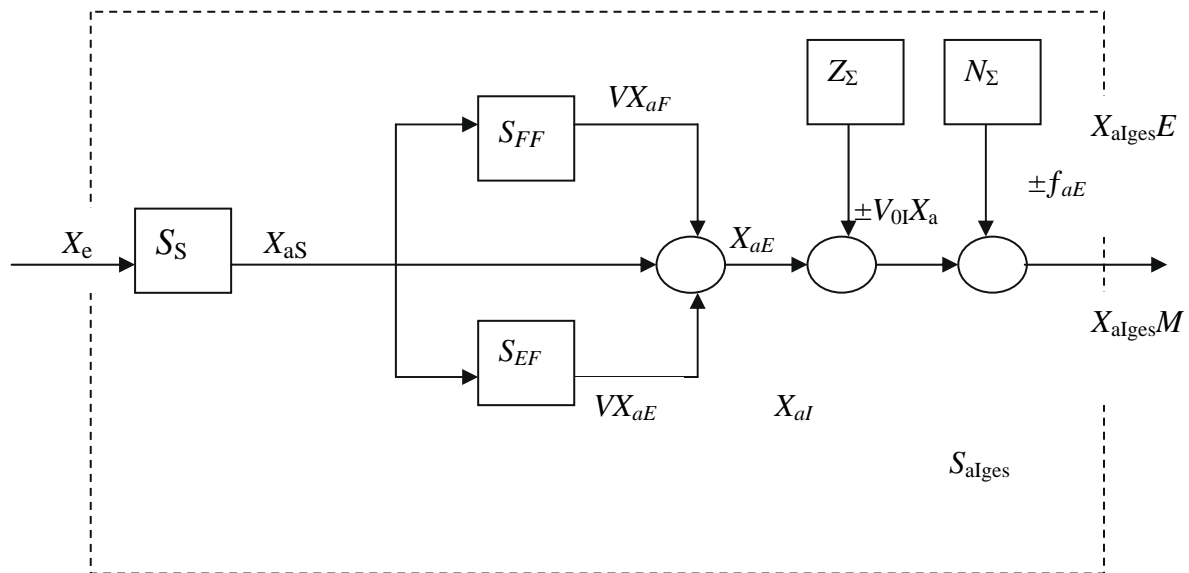 Z_Σ
N_Σ
VX_aF
S_FF
X_aIges E
±f_aE
±V_0I X_a
X_e
S_S
X_aS
X_aE
X_aIges M
S_EF
VX_aE
X_aI
S_aIges